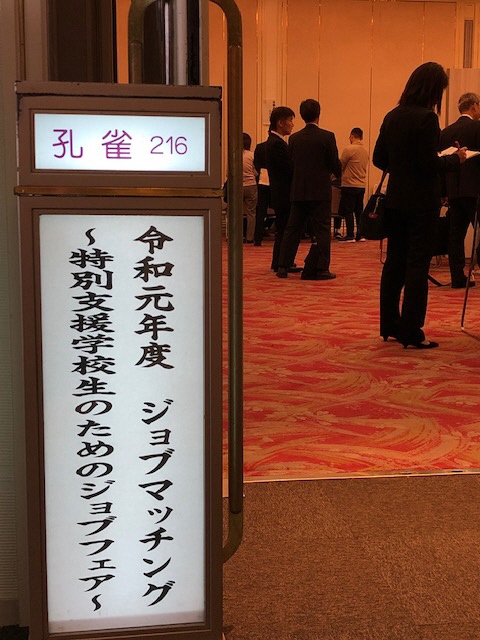 孔雀 216
令和元年度 ジョブマッチング
～特別支援学校生のためのジョブフェア～